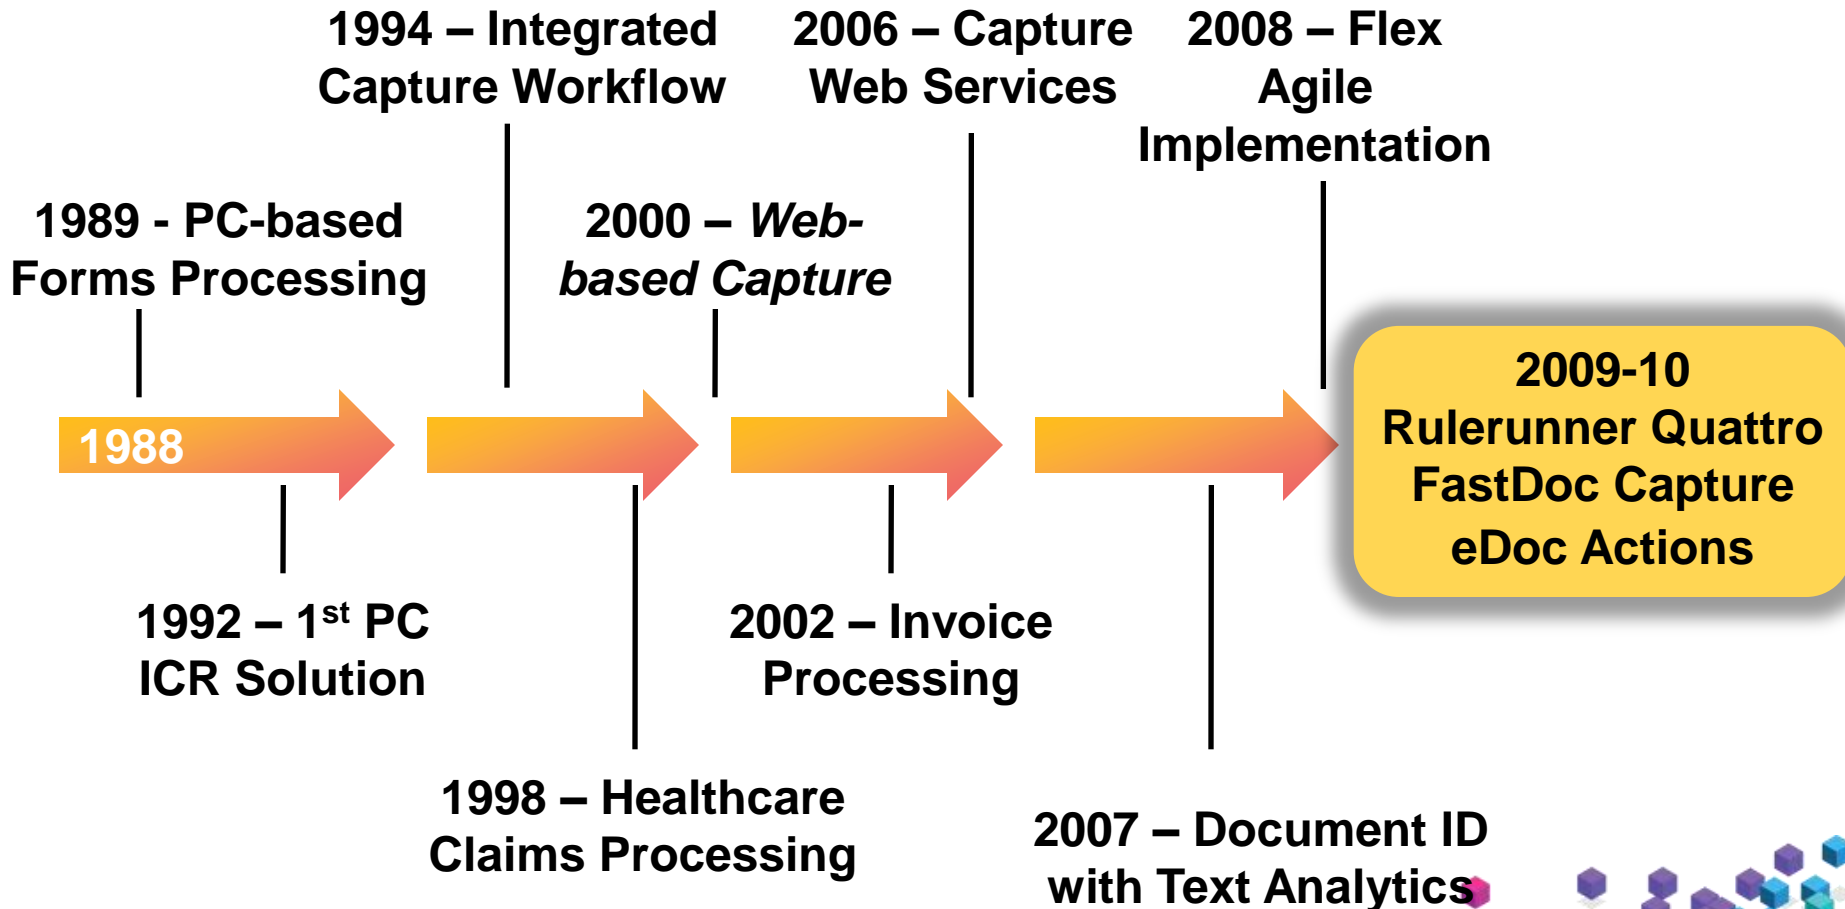 1994 – Integrated
Capture Workflow
2006 – Capture
Web Services
2008 – Flex
Agile
Implementation
1989 - PC-based
Forms Processing
2000 – Web-
based Capture
1988
2009-10
Rulerunner Quattro
FastDoc Capture
eDoc Actions
1992 – 1st PC
ICR Solution
2002 – Invoice
Processing
1998 – Healthcare
Claims Processing
2007 – Document ID
with Text Analytics